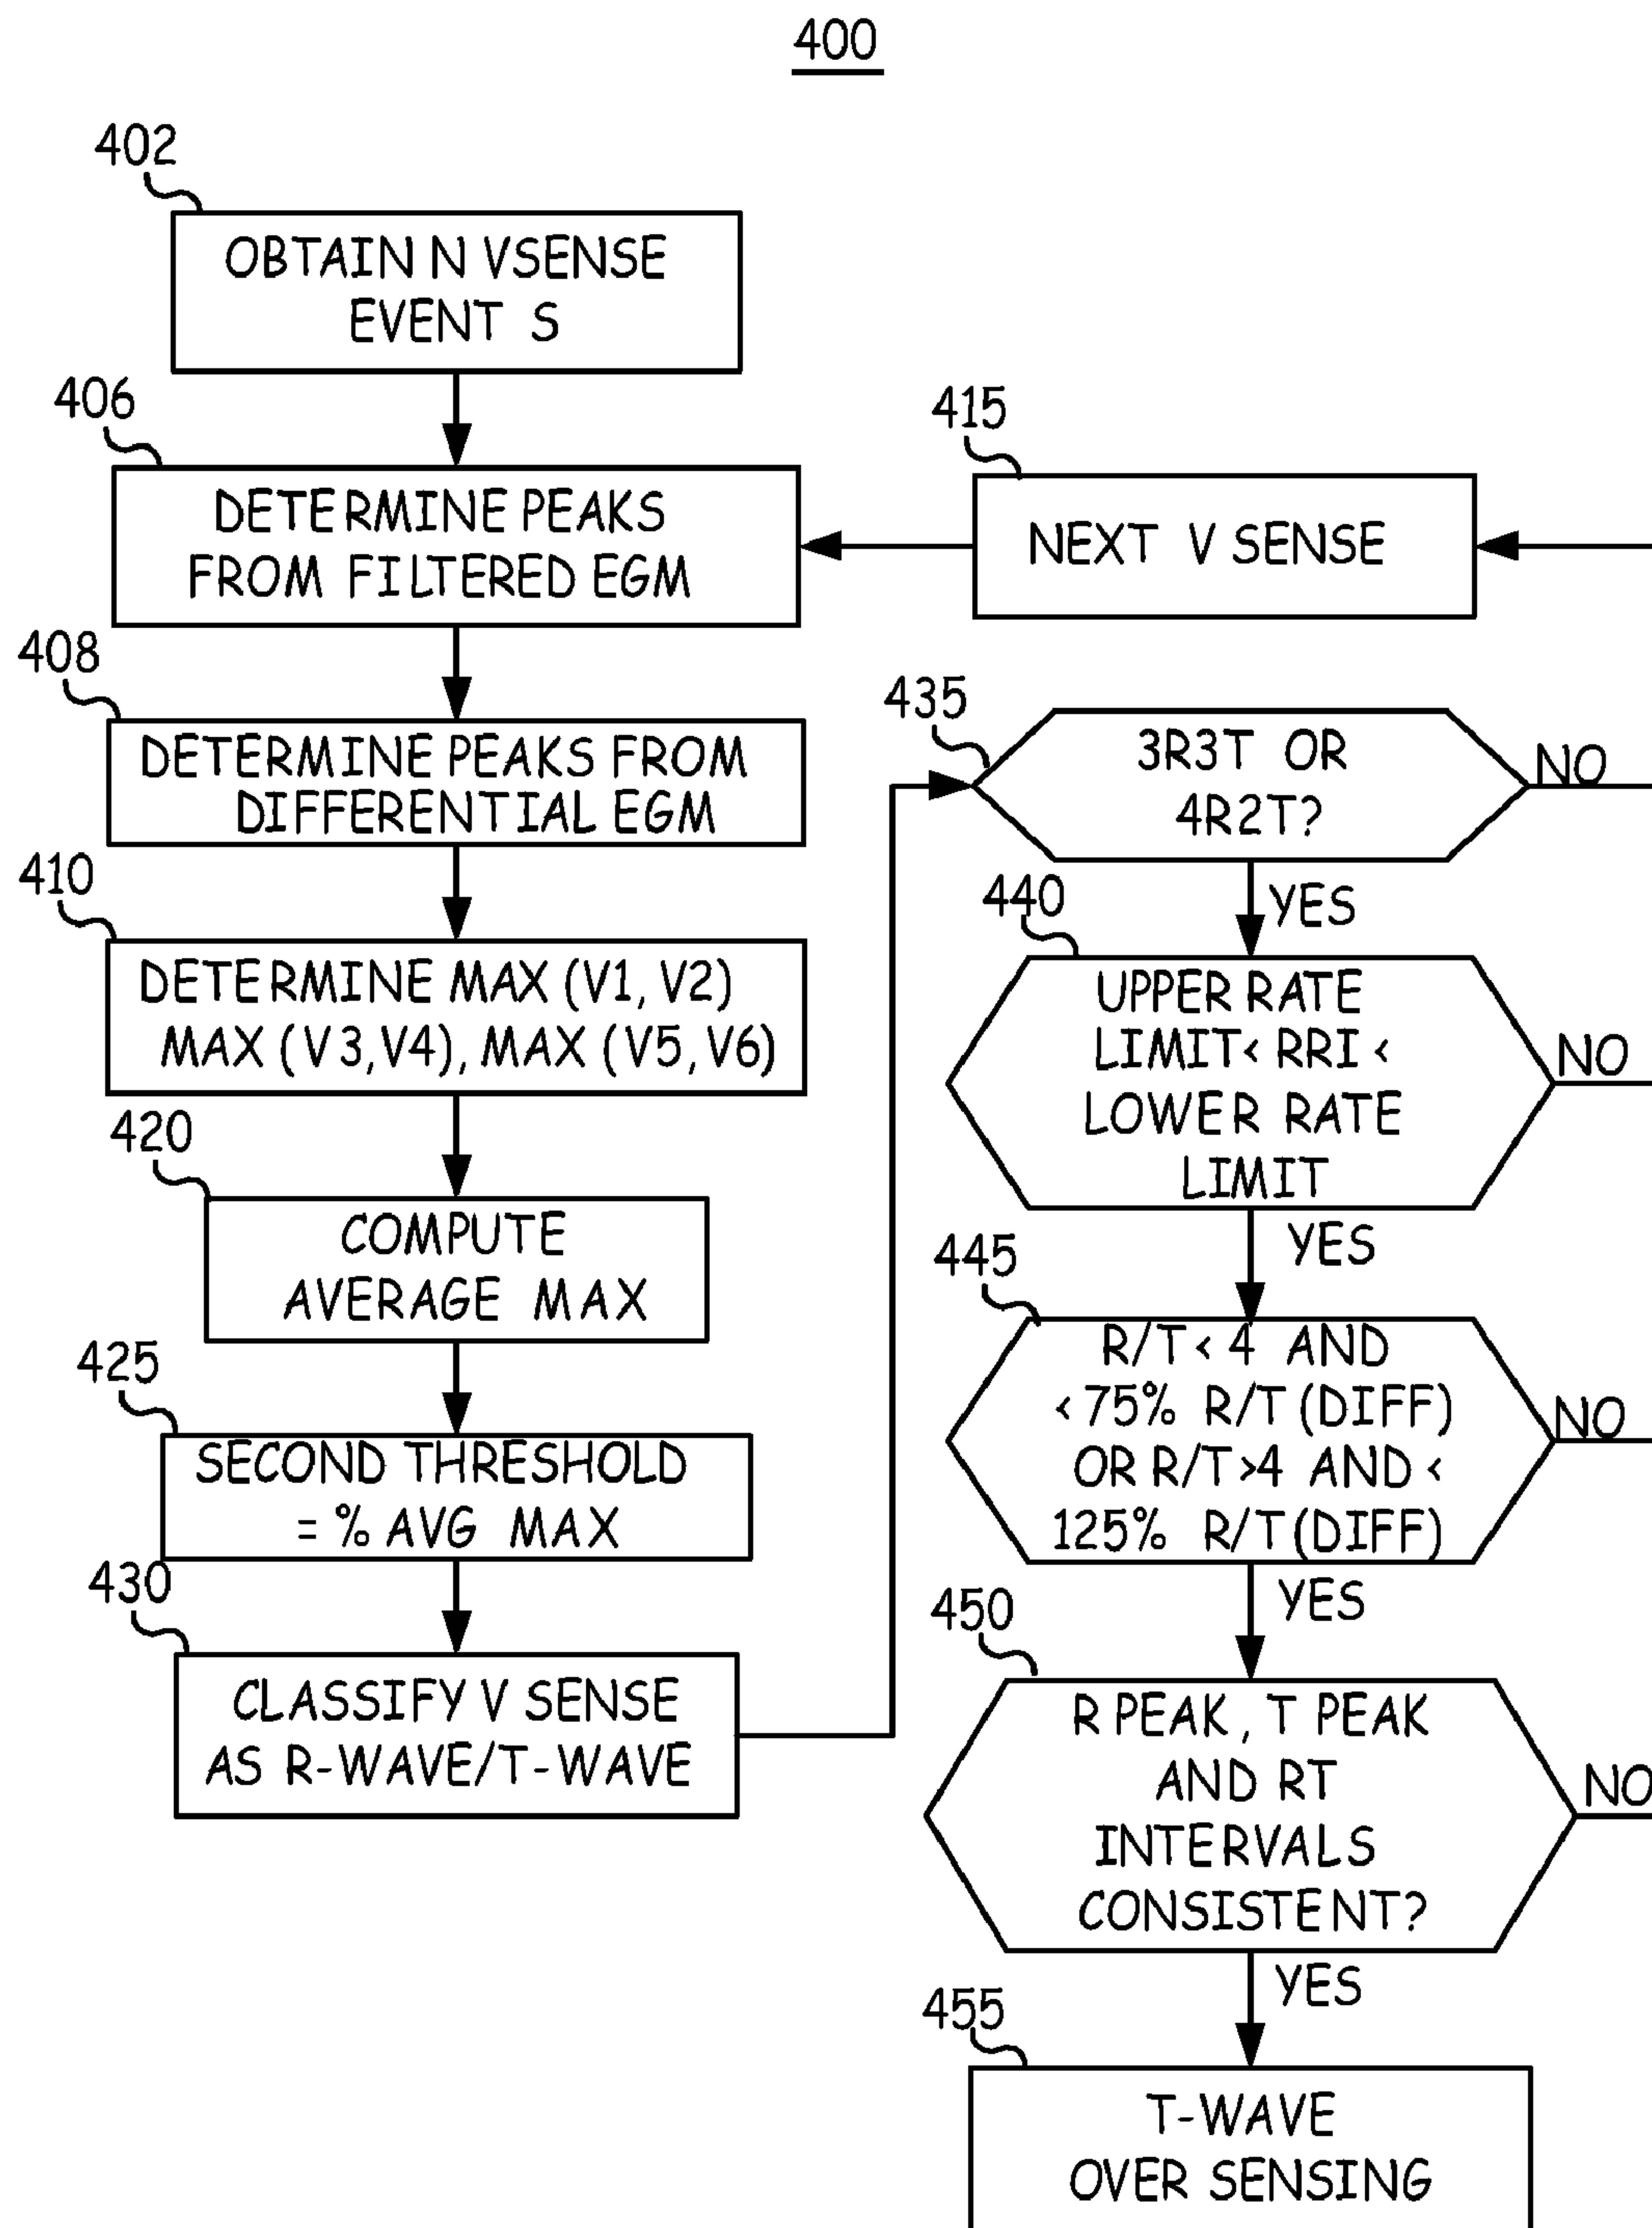 400
402
OBTAIN N VSENSE
EVENT S
406
DETERMINE PEAKS
FROM FILTERED EGM
415
NEXT V SENSE
408
DETERMINE PEAKS FROM
DIFFERENTIAL EGM
410
DETERMINE MAX (V1, V2)
MAX (V3,V4), MAX (V5,V6)
420
COMPUTE
AVERAGE MAX
425
SECOND THRESHOLD
= % AVG MAX
430
CLASSIFY V SENSE
AS R-WAVE/T-WAVE
435
3R3T OR
4R2T?
NO
YES
440
UPPER RATE
LIMIT< RRI <
LOWER RATE
LIMIT
NO
YES
445
R/T< 4 AND
<75% R/T (DIFF)
OR R/T>4 AND <
125% R/T (DIFF)
NO
YES
450
R PEAK, T PEAK
AND RT
INTERVALS
CONSISTENT?
NO
YES
455
T-WAVE
OVER SENSING